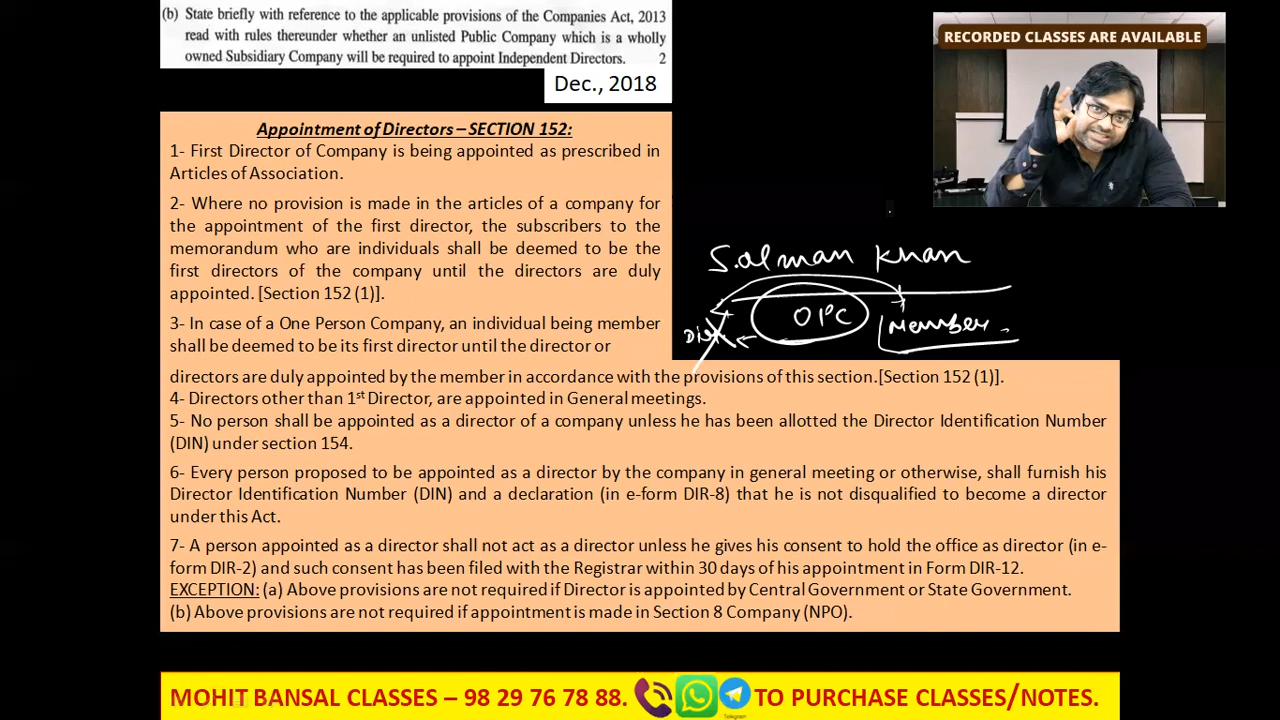 (b) State briefly with reference to the applicable provisions of the Companies Act, 2013
read with rules thereunder whether an unlisted Public Company which is a wholly
owned Subsidiary Company will be required to appoint Independent Directors. 2
Dec., 2018
RECORDED CLASSES ARE AVAILABLE
Appointment of Directors – SECTION 152:
1- First Director of Company is being appointed as prescribed in
Articles of Association.
2- Where no provision is made in the articles of a company for
the appointment of the first director, the subscribers to the
memorandum who are individuals shall be deemed to be the
first directors of the company until the directors are duly
appointed. [Section 152 (1)].
3- In case of a One Person Company, an individual being member
shall be deemed to be its first director until the director or
Salman Khan
OPC
Member
directors are duly appointed by the member in accordance with the provisions of this section.[Section 152 (1)].
4- Directors other than 1st Director, are appointed in General meetings.
5- No person shall be appointed as a director of a company unless he has been allotted the Director Identification Number
(DIN) under section 154.
6- Every person proposed to be appointed as a director by the company in general meeting or otherwise, shall furnish his
Director Identification Number (DIN) and a declaration (in e-form DIR-8) that he is not disqualified to become a director
under this Act.
7- A person appointed as a director shall not act as a director unless he gives his consent to hold the office as director (in e-
form DIR-2) and such consent has been filed with the Registrar within 30 days of his appointment in Form DIR-12.
EXCEPTION: (a) Above provisions are not required if Director is appointed by Central Government or State Government.
(b) Above provisions are not required if appointment is made in Section 8 Company (NPO).
MOHIT BANSAL CLASSES – 98 29 76 78 88. TO PURCHASE CLASSES/NOTES.
Telegram